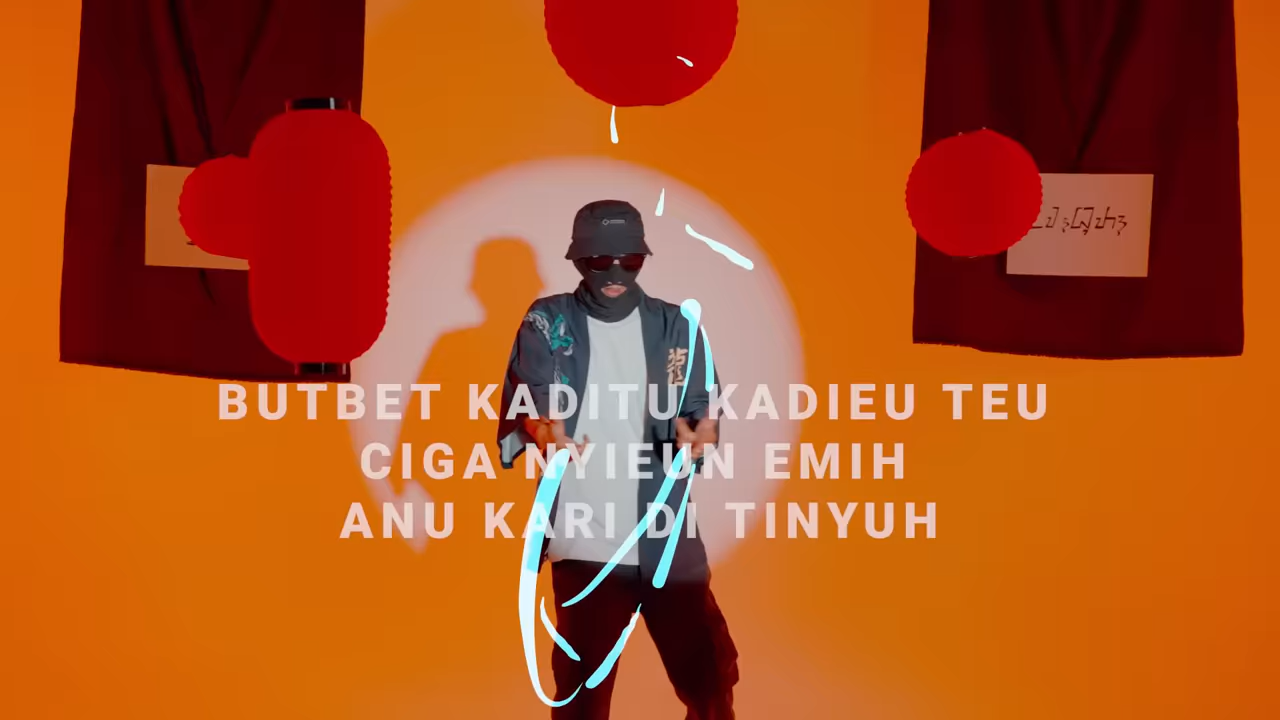 BUTBET KADITU KADIEU TEU
CIGA NYIEUN EMIH
ANU KARI DI TINYUH